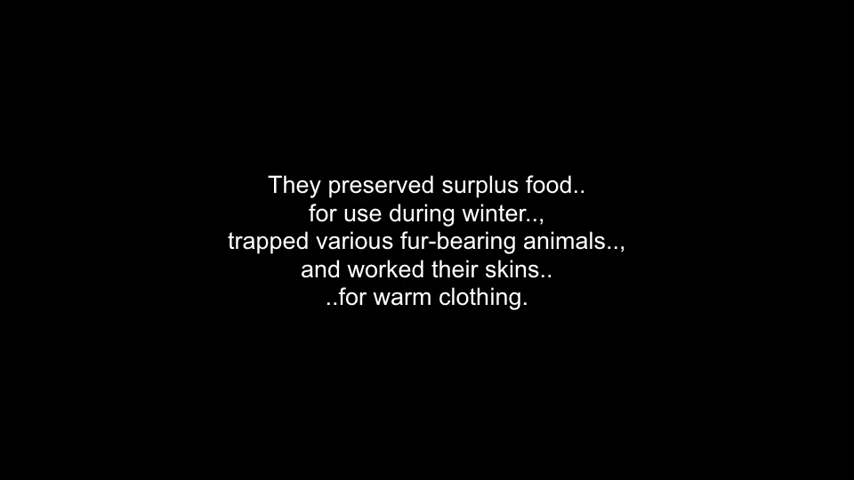 They preserved surplus food..
for use during winter..,
trapped various fur-bearing animals..,
and worked their skins..
..for warm clothing.